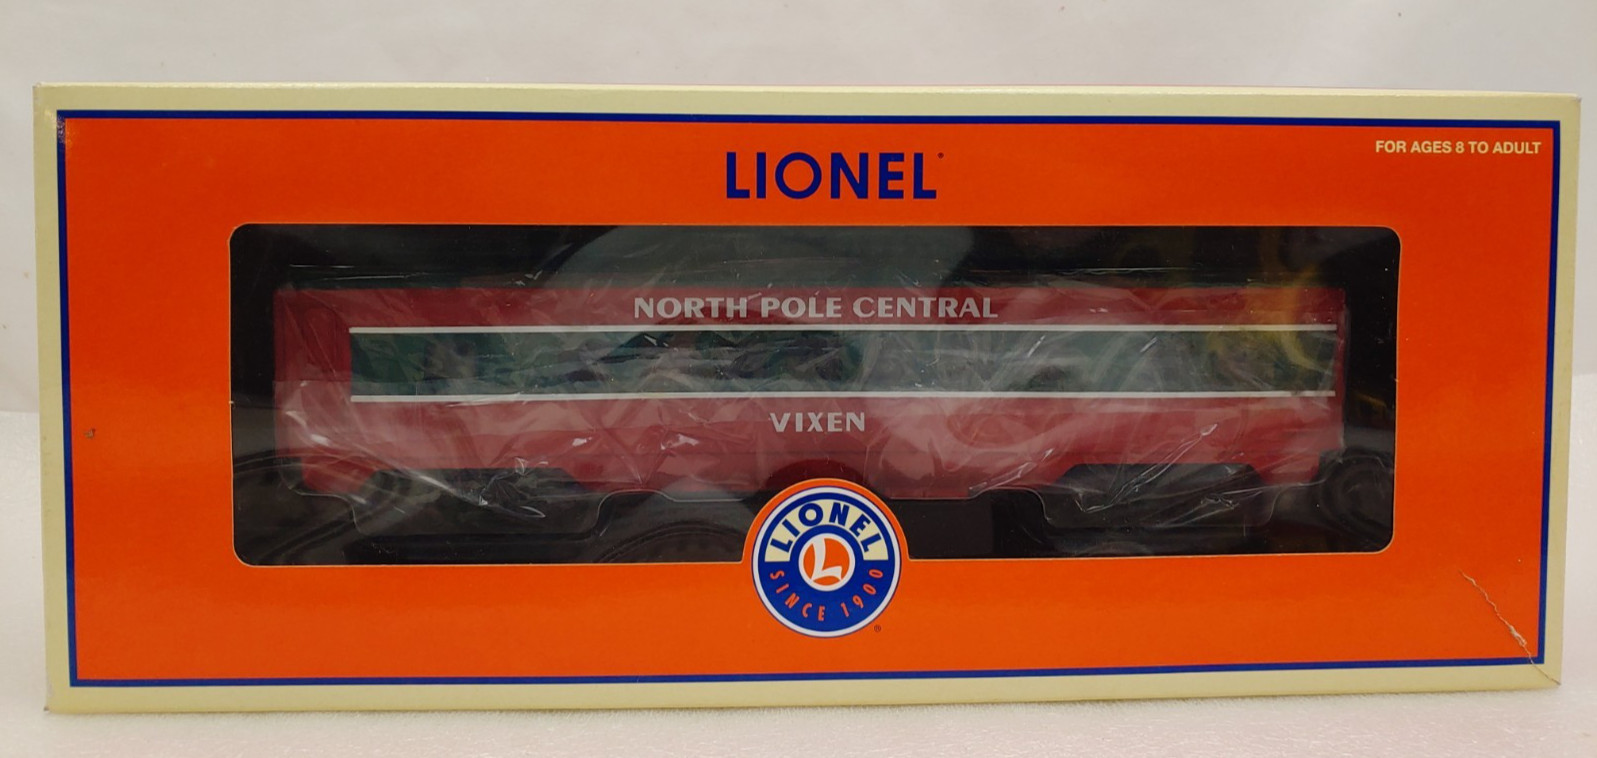 FOR AGES 8 TO ADULT
LIONEL
NORTH POLE CENTRAL
VIXEN
LIONEL
L
SINCE 1900
®